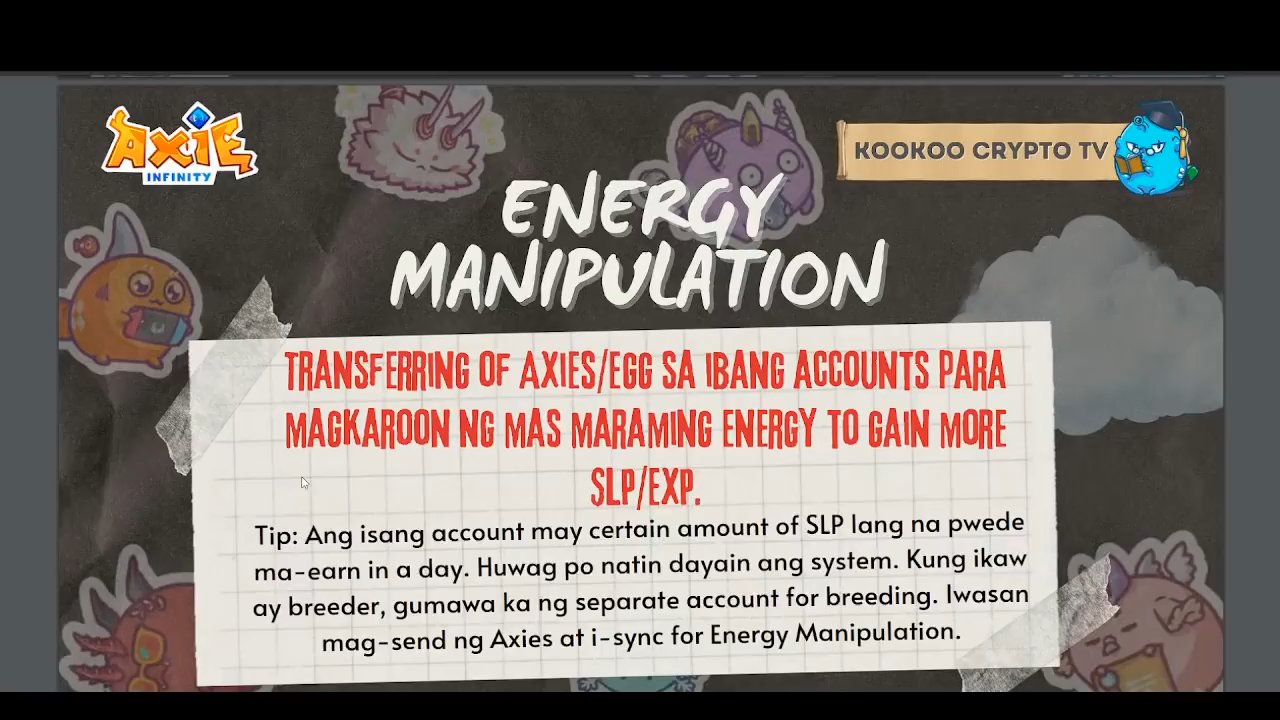 AXIE
INFINITY
KOOKOO CRYPTO TV
ENERGY
MANIPULATION
TRANSFERRING OF AXIES/EGG SA IBANG ACCOUNTS PARA
MAGKAROON NG MAS MARAMING ENERGY TO GAIN MORE
SLP/EXP.
Tip: Ang isang account may certain amount of SLP lang na pwede
ma-earn in a day. Huwag po natin dayain ang system. Kung ikaw
ay breeder, gumawa ka ng separate account for breeding. Iwasan
mag-send ng Axies at i-sync for Energy Manipulation.